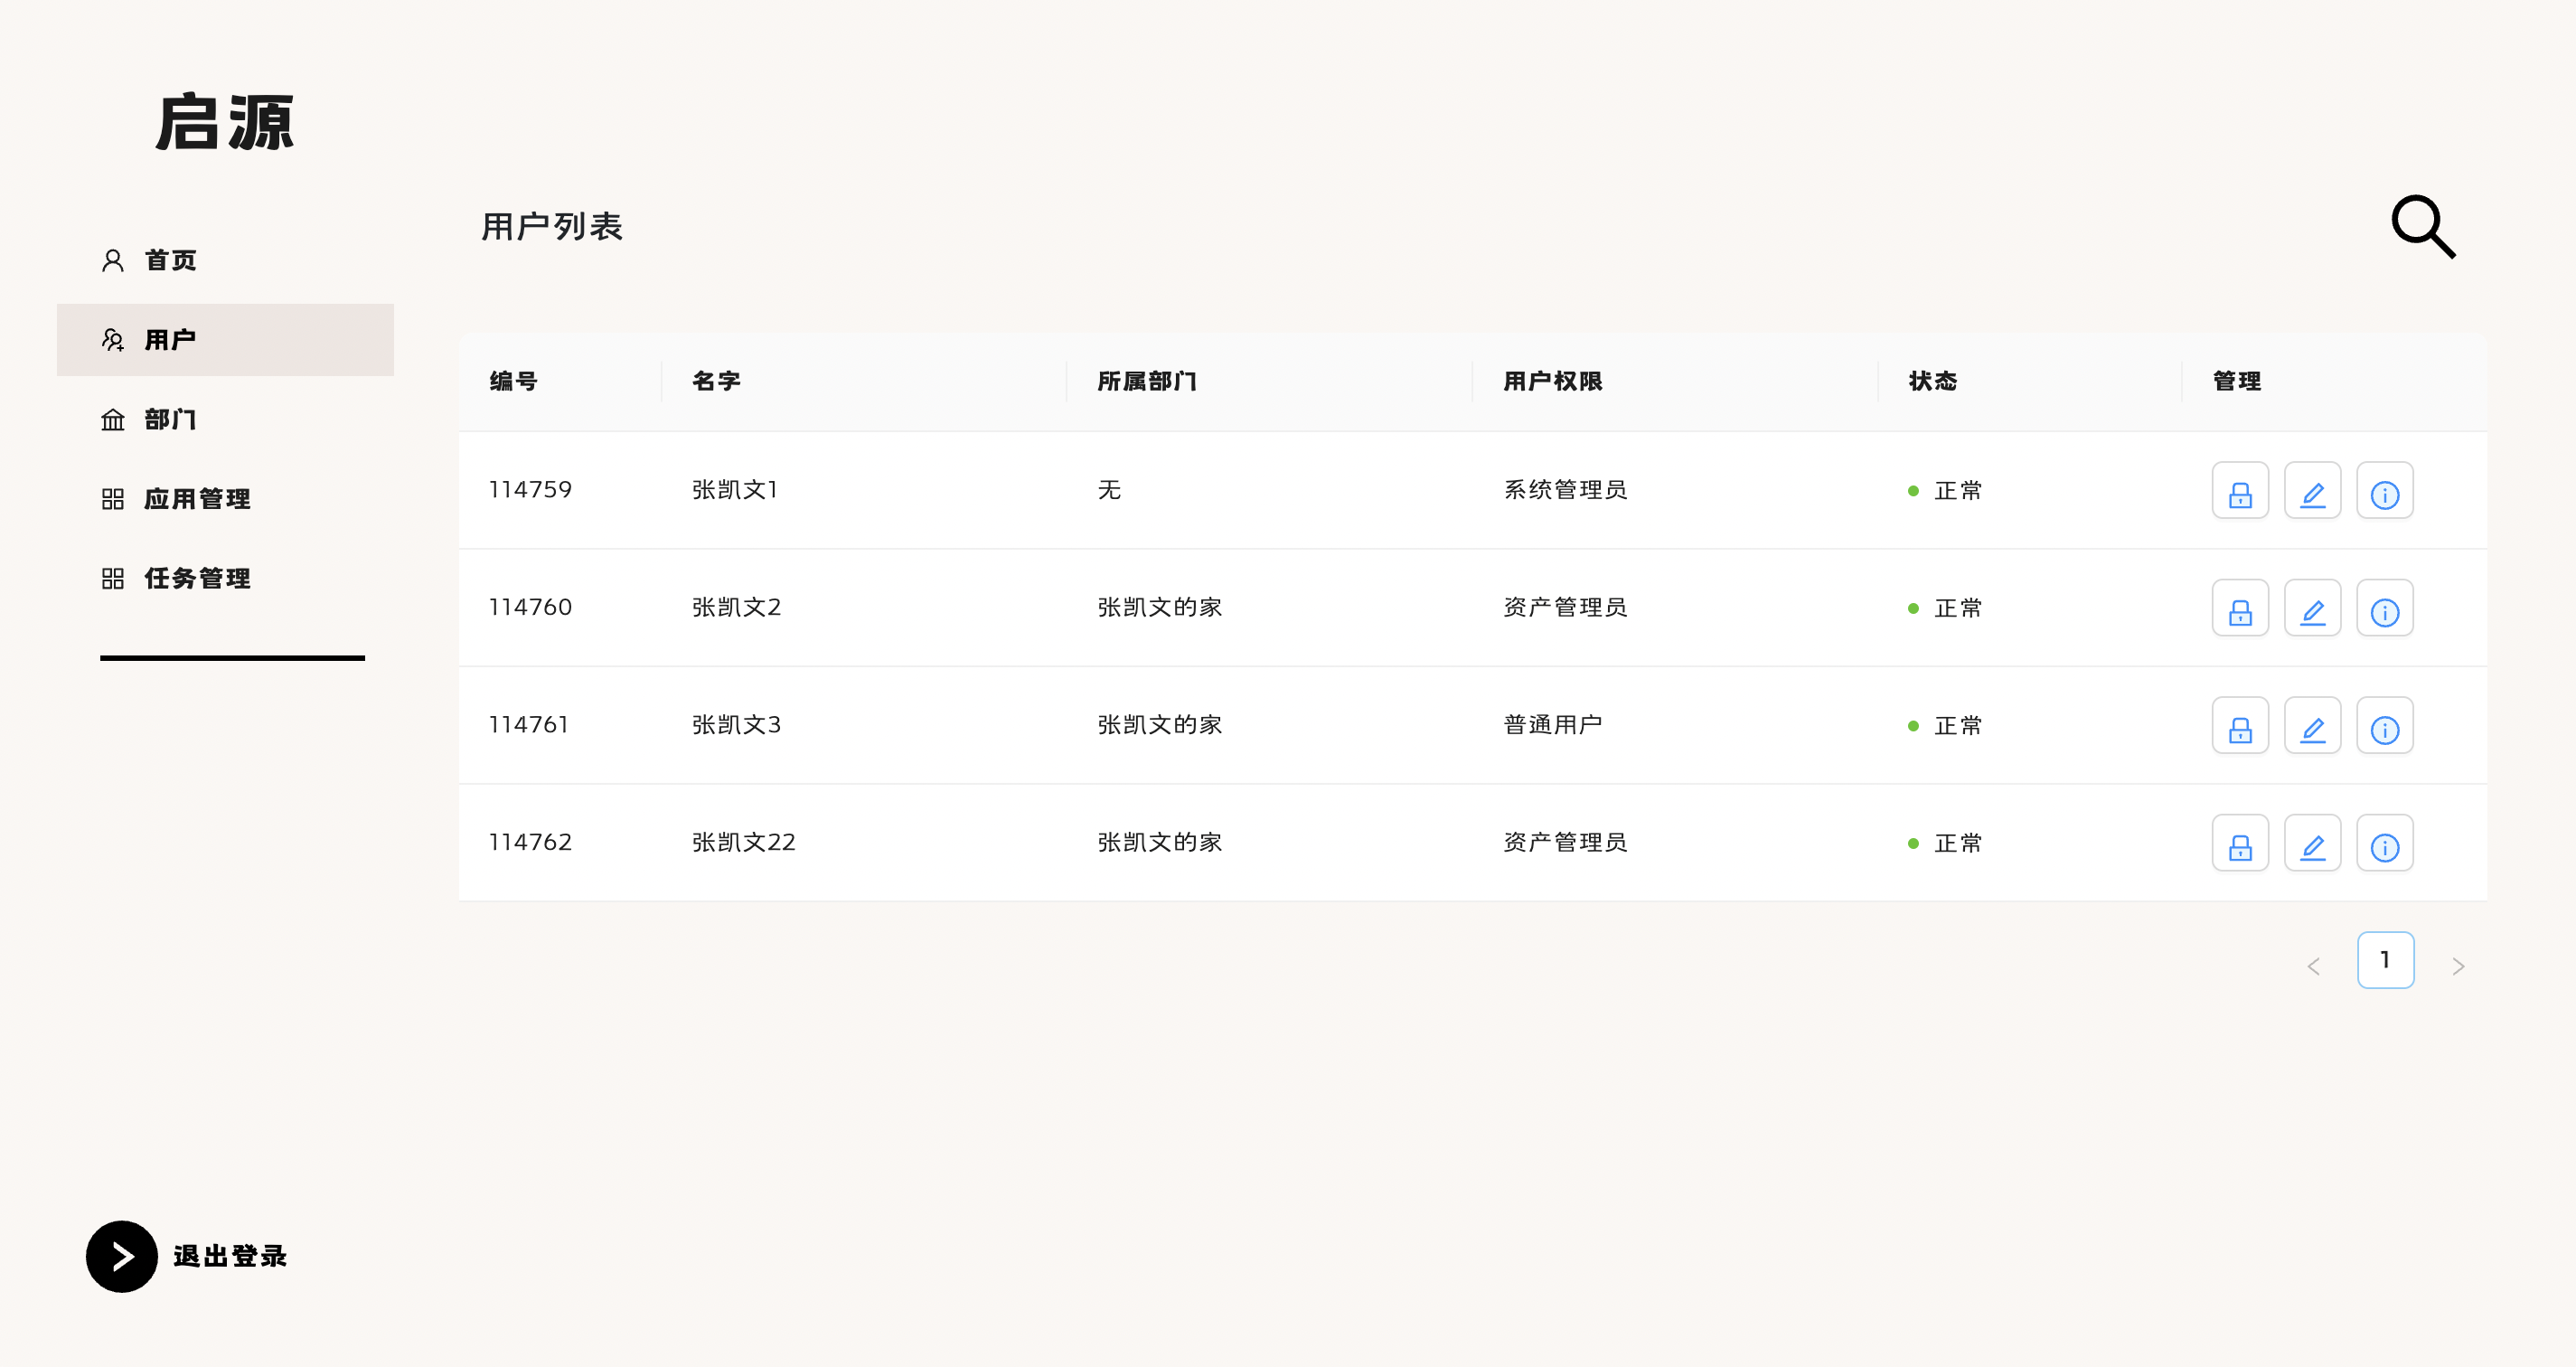 启源
首页
用户
部门
应用管理
任务管理
退出登录
用户列表
编号 名字 所属部门 用户权限 状态 管理
114759 张凯文1 无 系统管理员 正常
114760 张凯文2 张凯文的家 资产管理员 正常
114761 张凯文3 张凯文的家 普通用户 正常
114762 张凯文22 张凯文的家 资产管理员 正常
1